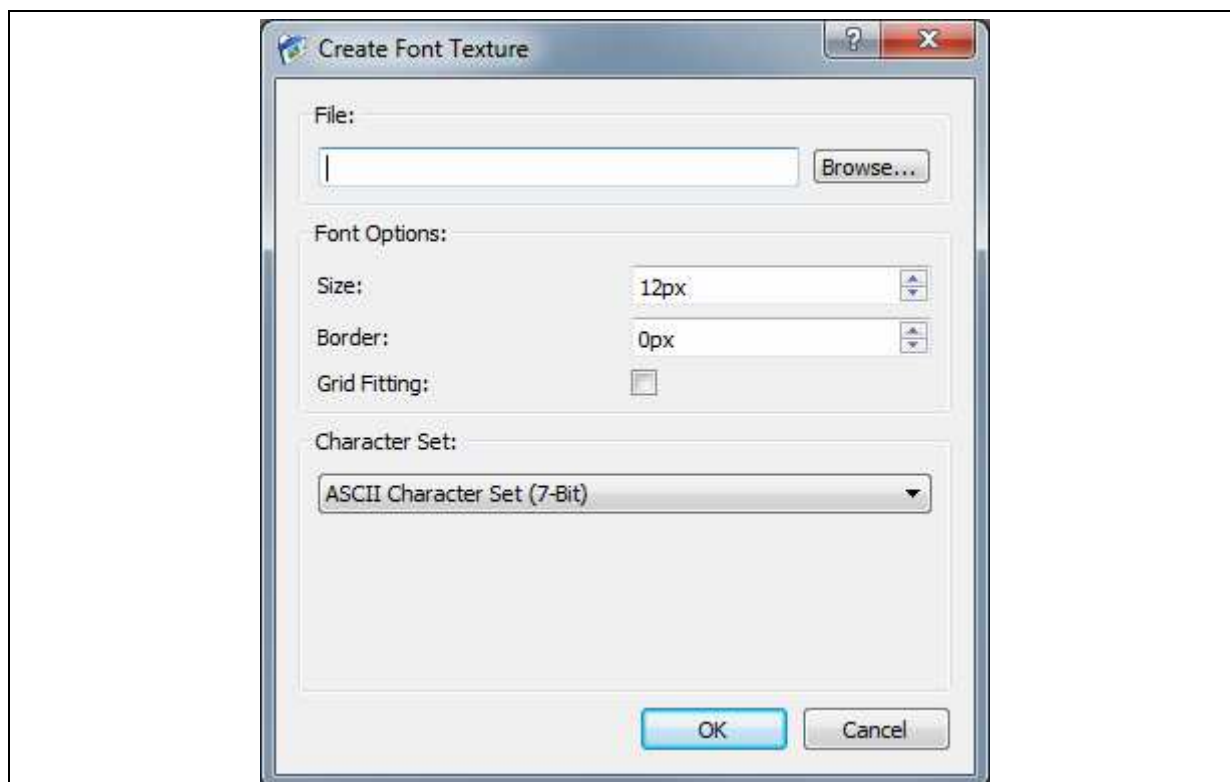 Create Font Texture
File:
Browse...
Font Options:
Size: 12px
Border: 0px
Grid Fitting:
Character Set:
ASCII Character Set (7-Bit)
OK Cancel